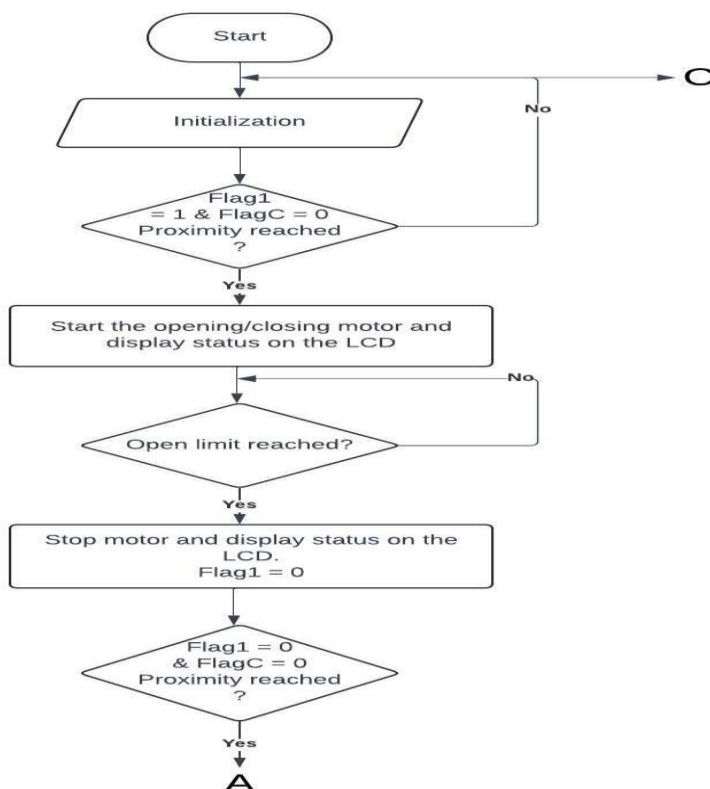 Start
C
No
Initialization
Flag1
= 1 & FlagC = 0
Proximity reached
?
Yes
Start the opening/closing motor and
display status on the LCD
No
Open limit reached?
Yes
Stop motor and display status on the
LCD.
Flag1 = 0
Flag1 = 0
& FlagC = 0
Proximity reached
?
Yes
A